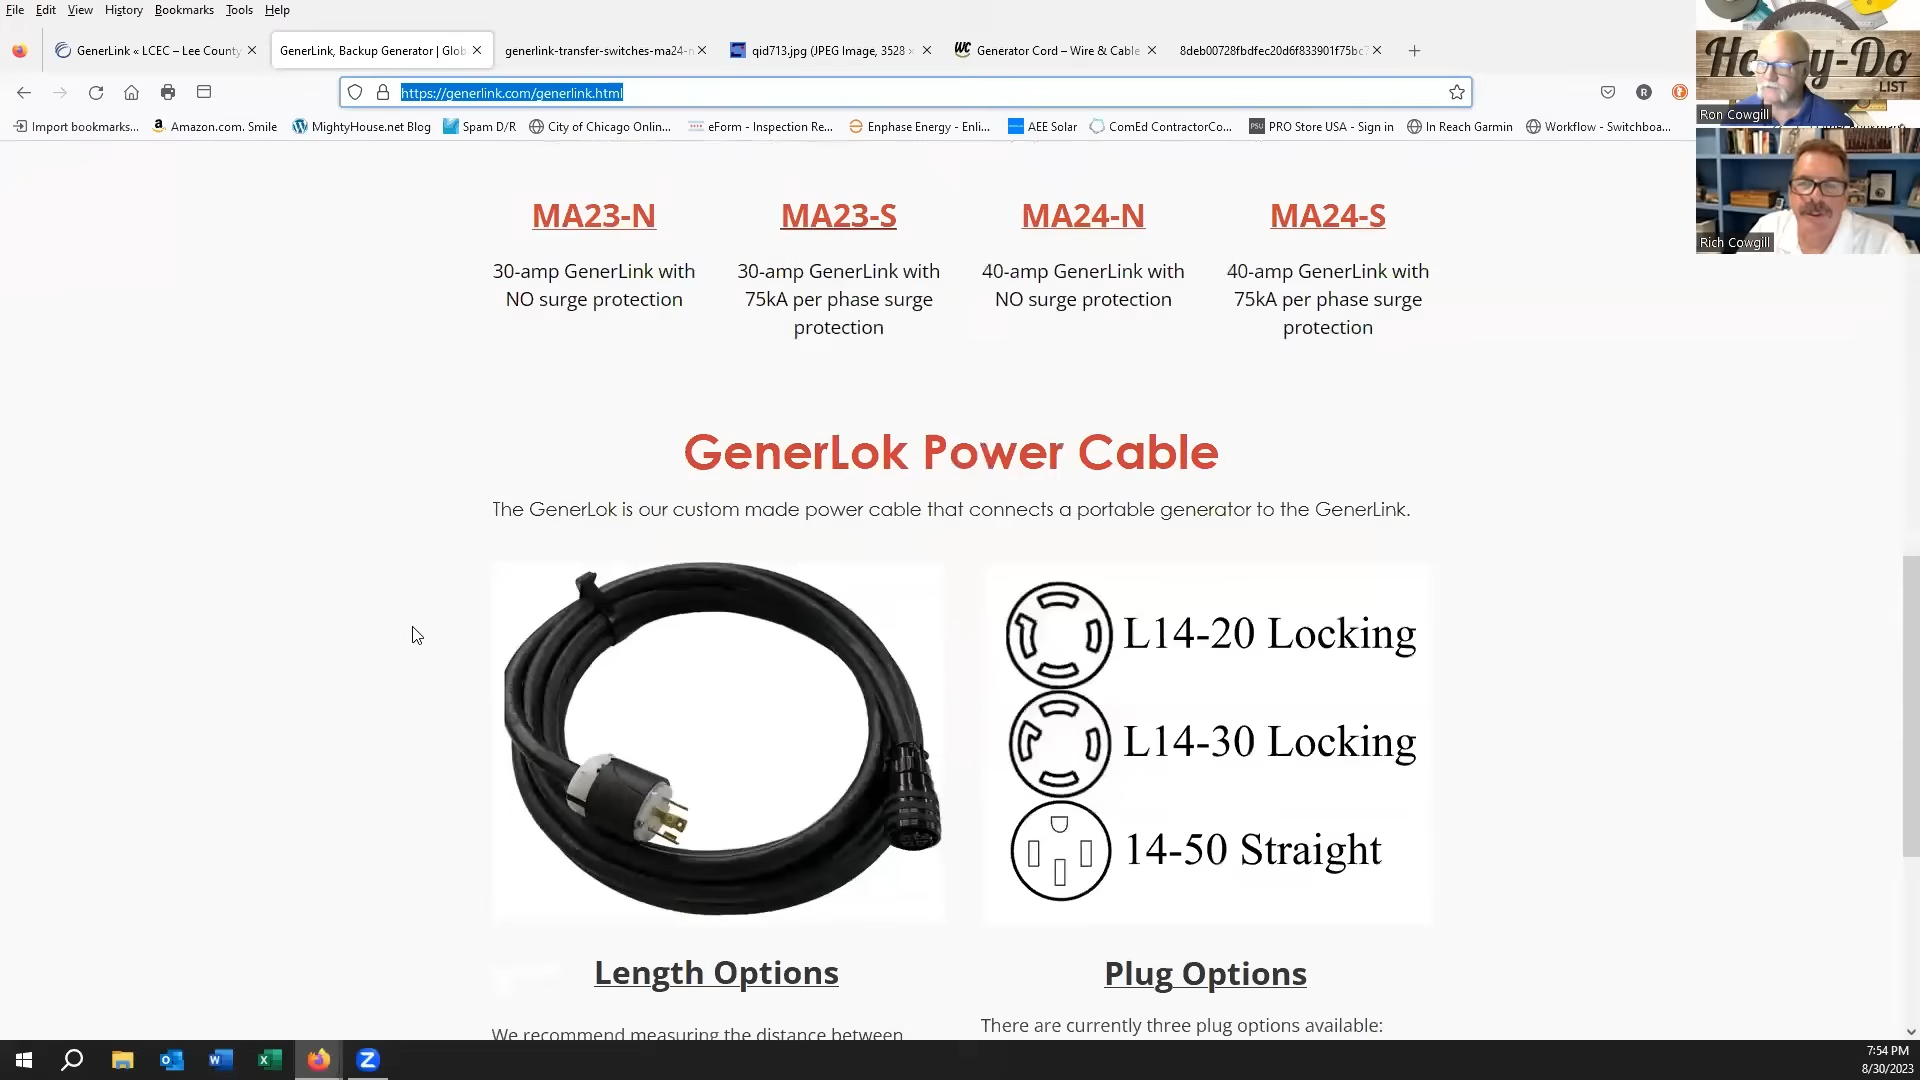 File Edit View History Bookmarks Tools Help
GenerLink « LCEC – Lee County
GenerLink, Backup Generator | Glob
generlink-transfer-switches-ma24-n
qid713.jpg (JPEG Image, 3528 ×
WC Generator Cord – Wire & Cable
8deb00728fbdfec20d6f833901f75bc7
https://generlink.com/generlink.html
R
Import bookmarks... Amazon.com. Smile MightyHouse.net Blog Spam D/R City of Chicago Onlin... eForm - Inspection Re... Enphase Energy - Enli... AEE Solar ComEd ContractorCo... PRO Store USA - Sign in In Reach Garmin Workflow - Switchboa...
LIST
Ron Cowgill
Rich Cowgill
MA23-N MA23-S MA24-N MA24-S
30-amp GenerLink with
NO surge protection
30-amp GenerLink with
75kA per phase surge
protection
40-amp GenerLink with
NO surge protection
40-amp GenerLink with
75kA per phase surge
protection
GenerLok Power Cable
The GenerLok is our custom made power cable that connects a portable generator to the GenerLink.
L14-20 Locking
L14-30 Locking
14-50 Straight
Length Options
Plug Options
We recommend measuring the distance between
There are currently three plug options available:
7:54 PM
8/30/2023